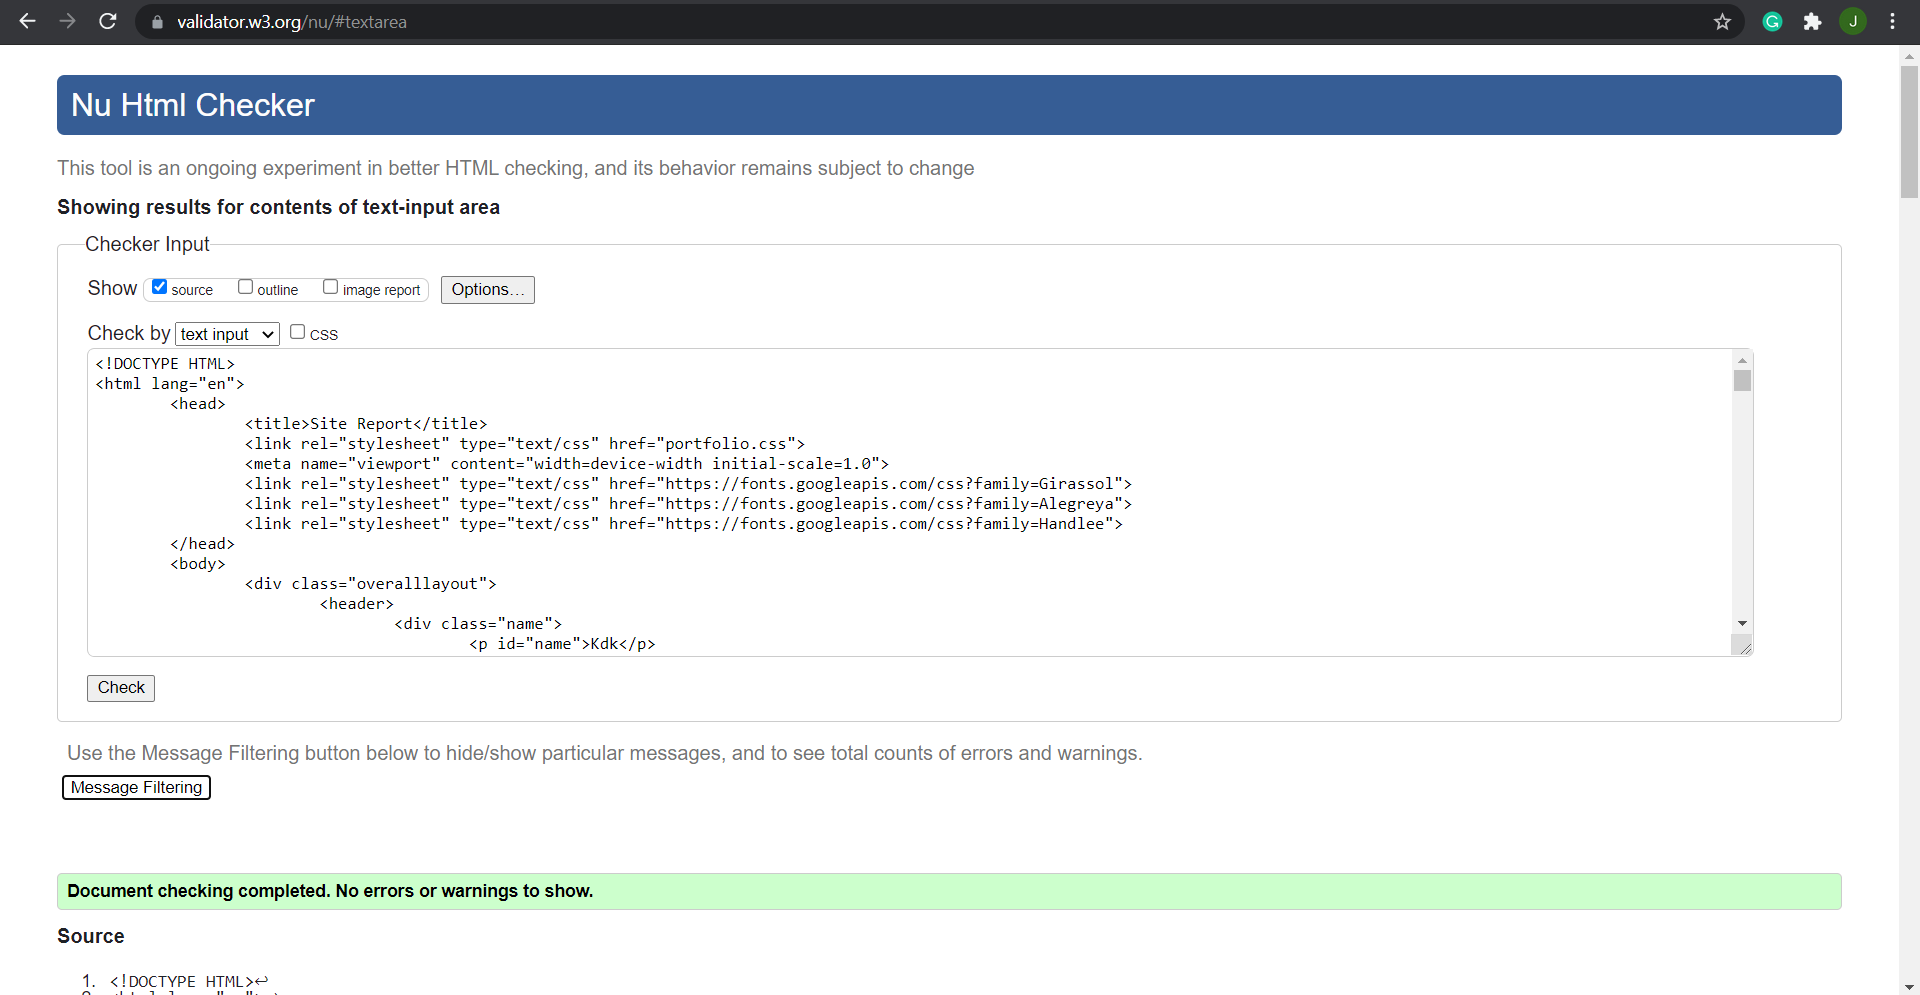 validator.w3.org/nu/#textarea
J
Nu Html Checker
This tool is an ongoing experiment in better HTML checking, and its behavior remains subject to change
Showing results for contents of text-input area
Checker Input
Show source outline image report Options...
Check by text input CSS
<!DOCTYPE HTML>
<html lang="en">
<head>
<title>Site Report</title>
<link rel="stylesheet" type="text/css" href="portfolio.css">
<meta name="viewport" content="width=device-width initial-scale=1.0">
<link rel="stylesheet" type="text/css" href="https://fonts.googleapis.com/css?family=Girassol">
<link rel="stylesheet" type="text/css" href="https://fonts.googleapis.com/css?family=Alegreya">
<link rel="stylesheet" type="text/css" href="https://fonts.googleapis.com/css?family=Handlee">
</head>
<body>
<div class="overalllayout">
<header>
<div class="name">
<p id="name">Kdk</p>
Check
Use the Message Filtering button below to hide/show particular messages, and to see total counts of errors and warnings.
Message Filtering
Document checking completed. No errors or warnings to show.
Source
1. <!DOCTYPE HTML>↩